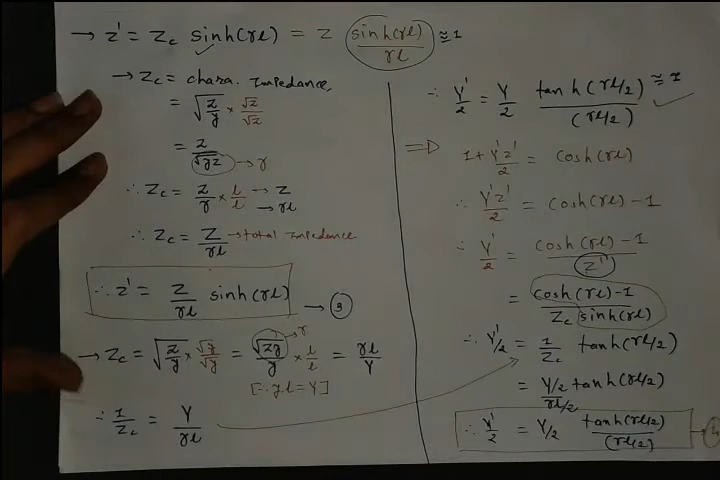 → z' = Zc sinh(γl) = Z sinh(γl)/γl ≅ 1
→ Zc = chara. Impedance,
= √(z/y) × √z/√z
= z/√yz → γ
∴ Zc = z/γ × l/l → Z → γl
∴ Zc = Z/γl → total impedance
∴ z' = Z/γl sinh(γl) → ③
→ Zc = √(z/y) × √y/√y = √zy/y × l/l = γl/Y
→ γ
[∵ yl = Y]
∴ 1/Zc = Y/γl
∴ Y'/2 = Y/2 tanh(γl/2)/(γl/2) ≅ 1
⇒ 1 + Y'z'/2 = cosh(γl)
∴ Y'z'/2 = cosh(γl) - 1
∴ Y'/2 = cosh(γl) - 1/z'
= cosh(γl) - 1/Zc sinh(γl)
∴ Y'/2 = 1/Zc tanh(γl/2)
= Y/2/γl/2 tanh(γl/2)
∴ Y'/2 = Y/2 tanh(γl/2)/(γl/2)